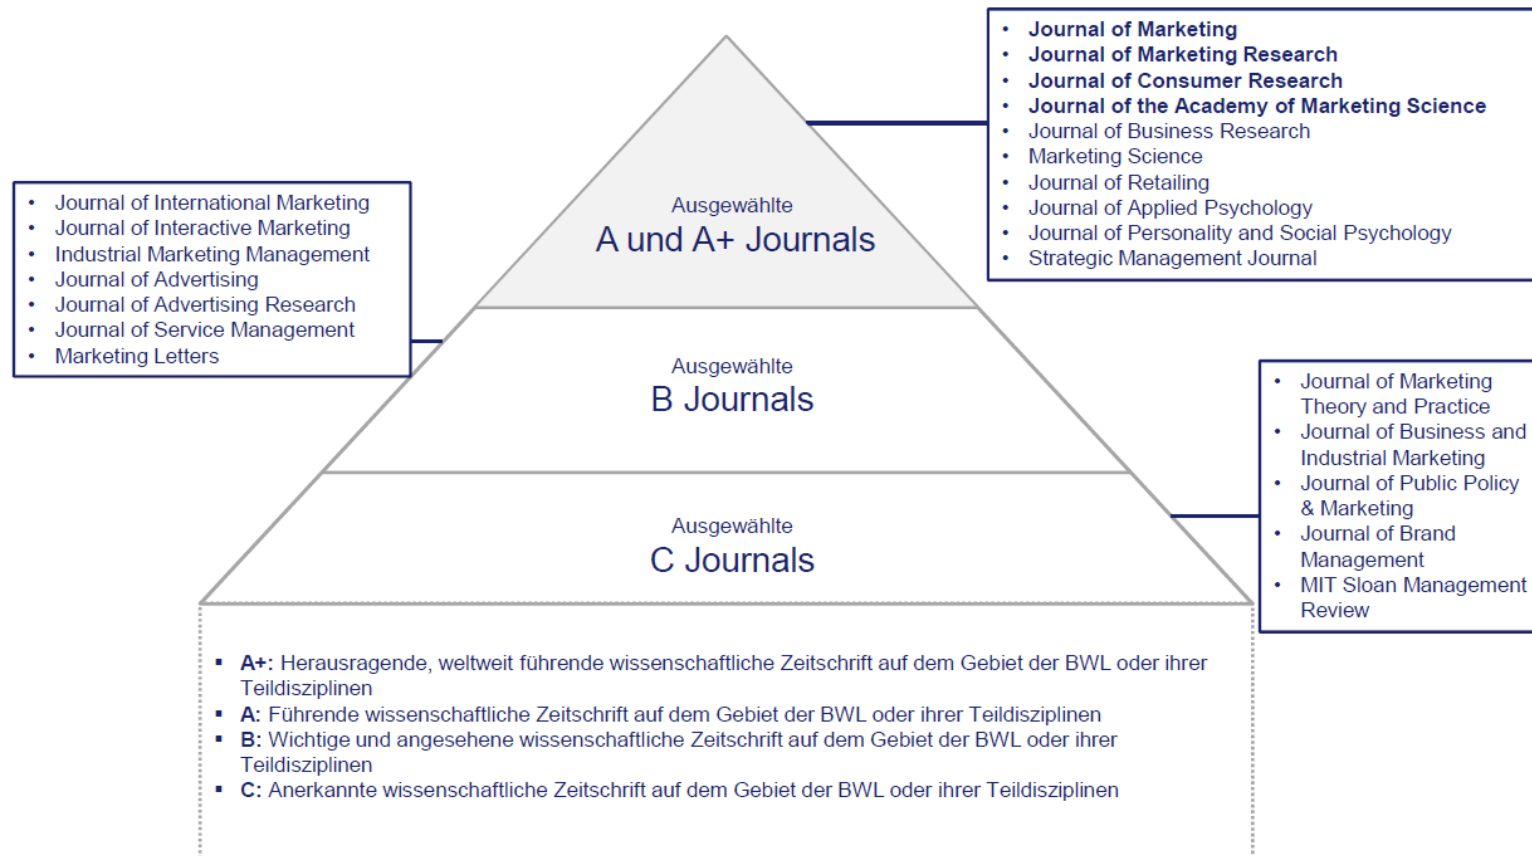 • Journal of Marketing
• Journal of Marketing Research
• Journal of Consumer Research
• Journal of the Academy of Marketing Science
• Journal of Business Research
• Marketing Science
• Journal of Retailing
• Journal of Applied Psychology
• Journal of Personality and Social Psychology
• Strategic Management Journal
Ausgewählte
A und A+ Journals
• Journal of International Marketing
• Journal of Interactive Marketing
• Industrial Marketing Management
• Journal of Advertising
• Journal of Advertising Research
• Journal of Service Management
• Marketing Letters
Ausgewählte
B Journals
• Journal of Marketing
Theory and Practice
• Journal of Business and
Industrial Marketing
• Journal of Public Policy
& Marketing
• Journal of Brand
Management
• MIT Sloan Management
Review
Ausgewählte
C Journals
▪ A+: Herausragende, weltweit führende wissenschaftliche Zeitschrift auf dem Gebiet der BWL oder ihrer
Teildisziplinen
▪ A: Führende wissenschaftliche Zeitschrift auf dem Gebiet der BWL oder ihrer Teildisziplinen
▪ B: Wichtige und angesehene wissenschaftliche Zeitschrift auf dem Gebiet der BWL oder ihrer
Teildisziplinen
▪ C: Anerkannte wissenschaftliche Zeitschrift auf dem Gebiet der BWL oder ihrer Teildisziplinen